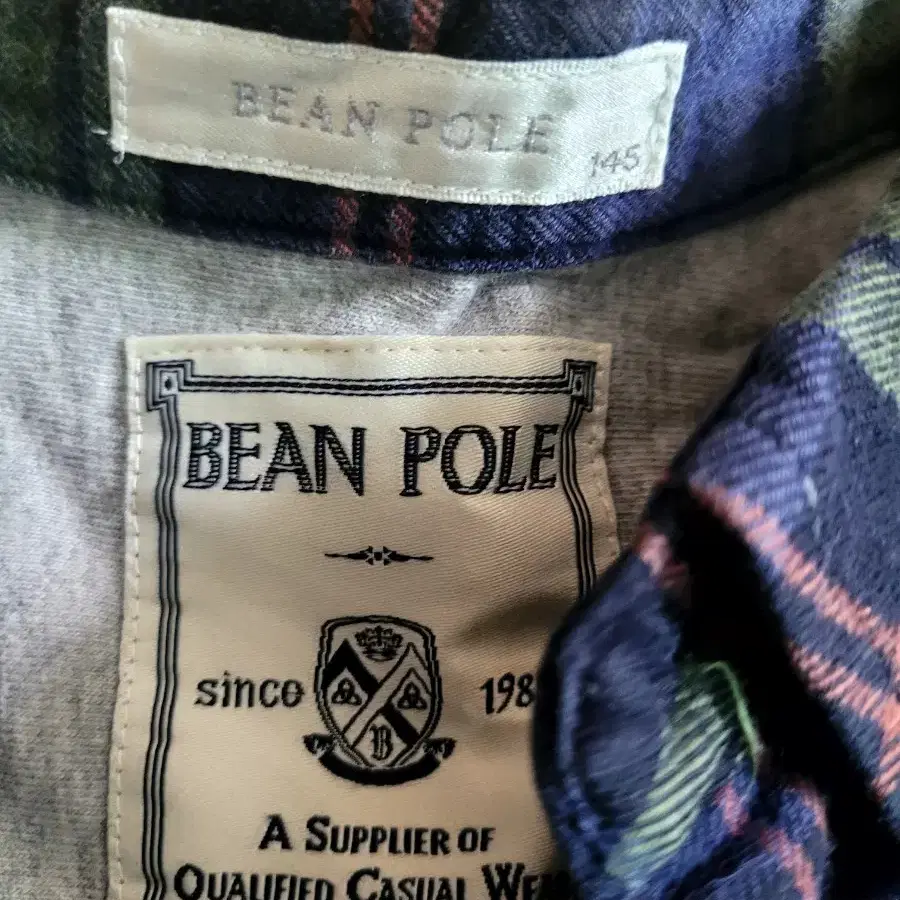 BEAN POLE
145
BEAN POLE
since 198
B
A SUPPLIER OF
QUALIFIED CASUAL